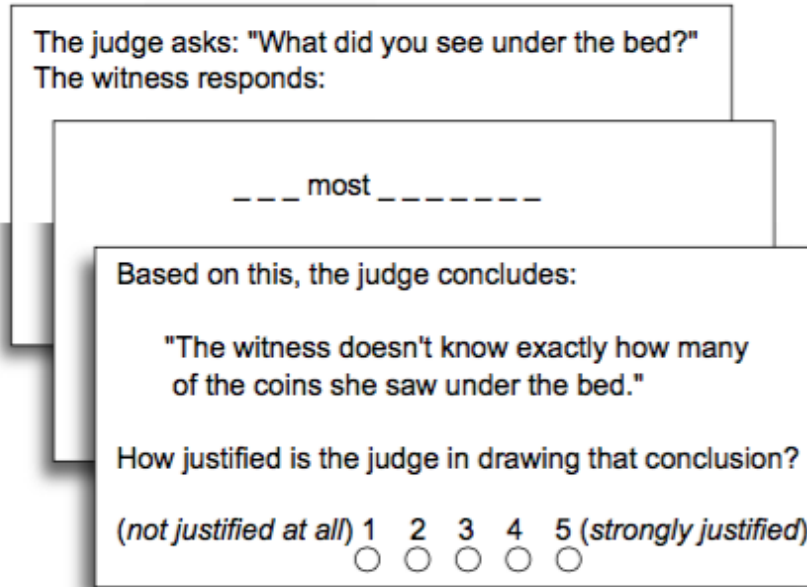 The judge asks: "What did you see under the bed?"
The witness responds:
_ _ _ most _ _ _ _ _ _ _
Based on this, the judge concludes:
"The witness doesn't know exactly how many
of the coins she saw under the bed."
How justified is the judge in drawing that conclusion?
(not justified at all) 1 2 3 4 5 (strongly justified)